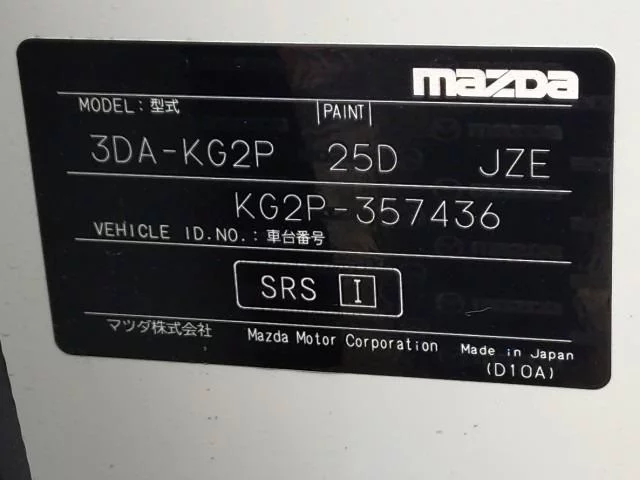 mazda
MODEL: 型式 PAINT
3DA-KG2P 25D JZE
KG2P-357436
VEHICLE ID.NO.: 車台番号
SRS I
マツダ株式会社 Mazda Motor Corporation Made in Japan
(D10A)